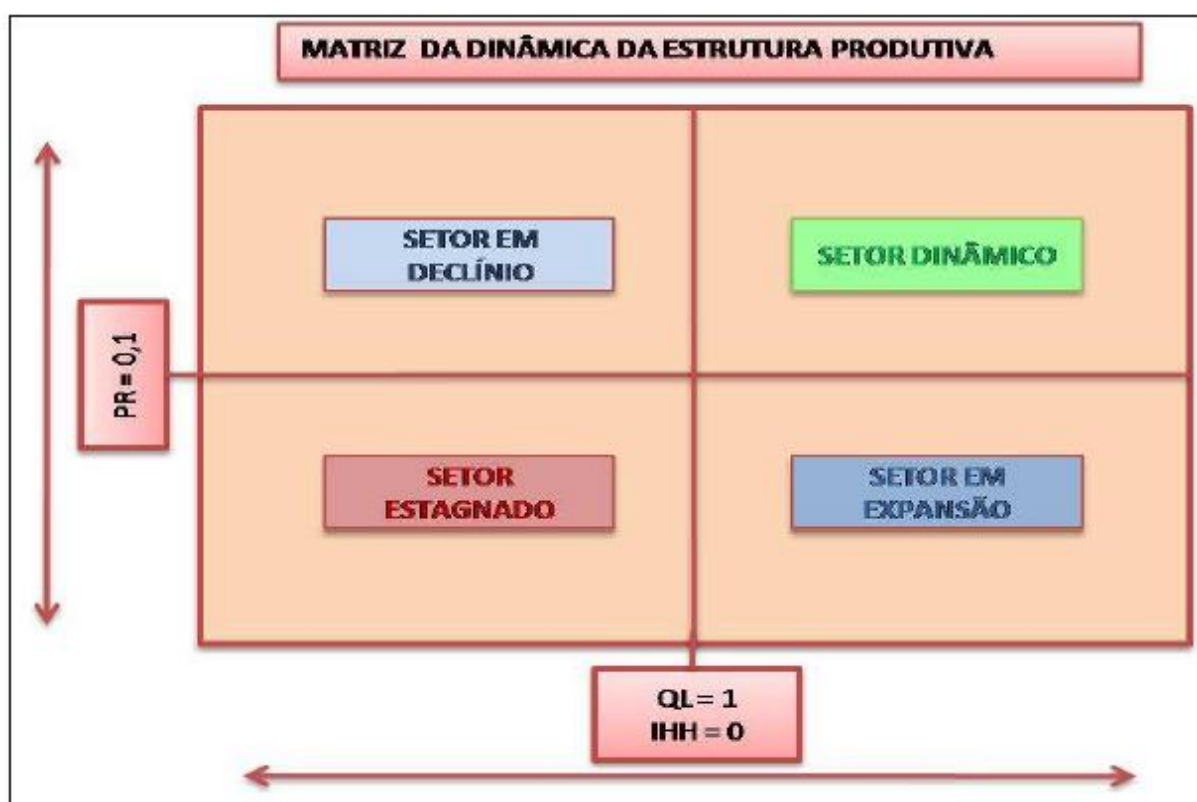 MATRIZ DA DINÂMICA DA ESTRUTURA PRODUTIVA
SETOR EM
DECLÍNIO
SETOR DINÂMICO
PR = 0,1
SETOR
ESTAGNADO
SETOR EM
EXPANSÃO
QL = 1
IHH = 0